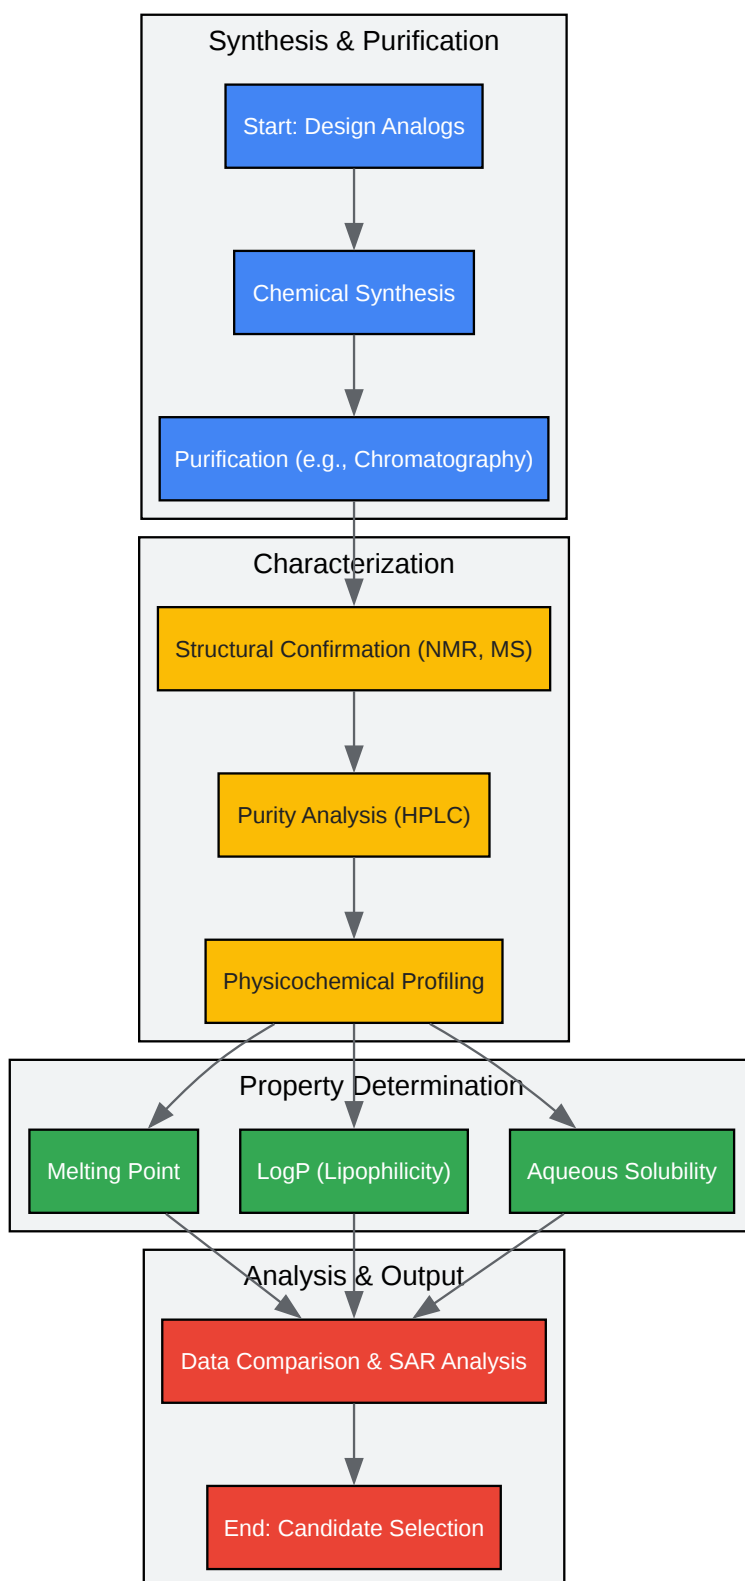 Synthesis & Purification
Start: Design Analogs
Chemical Synthesis
Purification (e.g., Chromatography)
Characterization
Structural Confirmation (NMR, MS)
Purity Analysis (HPLC)
Physicochemical Profiling
Property Determination
Melting Point
LogP (Lipophilicity)
Aqueous Solubility
Analysis & Output
Data Comparison & SAR Analysis
End: Candidate Selection